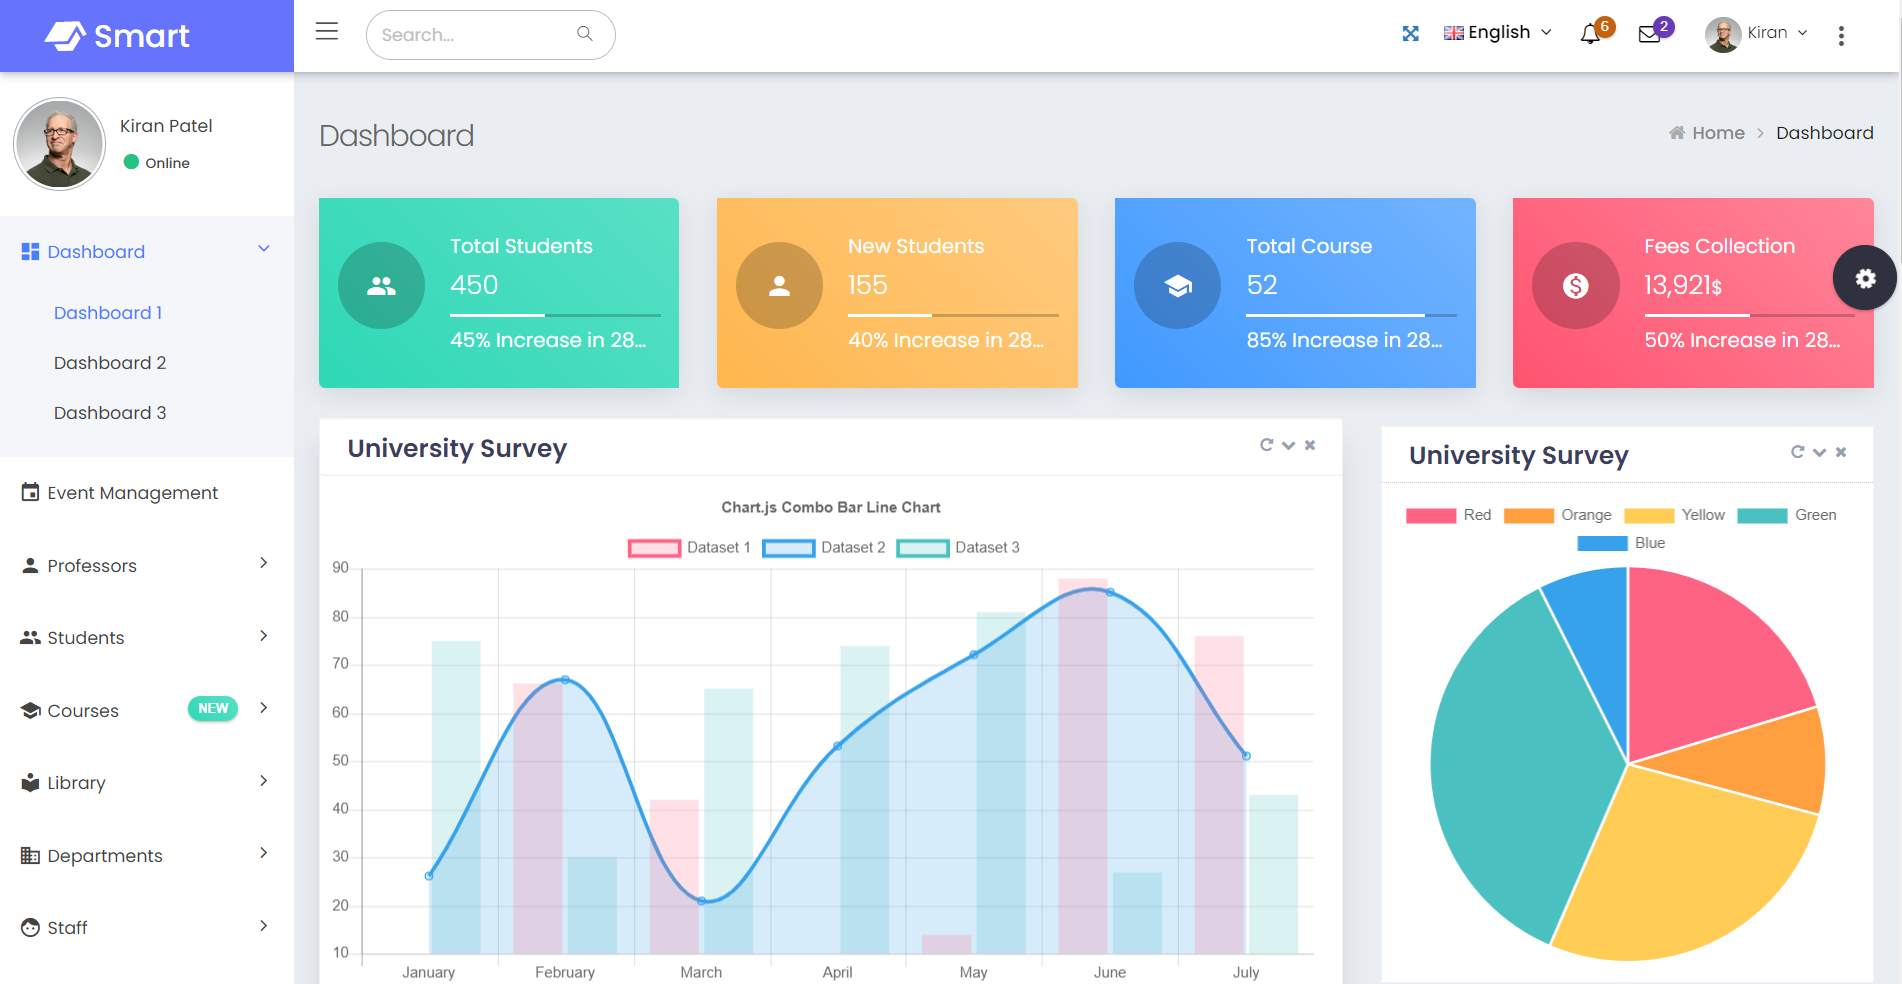 Smart
Search...
English
6
2
Kiran
Kiran Patel
Online
Dashboard
Home
Dashboard
Dashboard
Dashboard 1
Dashboard 2
Dashboard 3
Event Management
Professors
Students
Courses NEW
Library
Departments
Staff
Total Students
450
45% Increase in 28...
New Students
155
40% Increase in 28...
Total Course
52
85% Increase in 28...
Fees Collection
13,921$
50% Increase in 28...
University Survey
Chart.js Combo Bar Line Chart
Dataset 1 Dataset 2 Dataset 3
90
80
70
60
50
40
30
20
10
January February March April May June July
University Survey
Red Orange Yellow Green
Blue